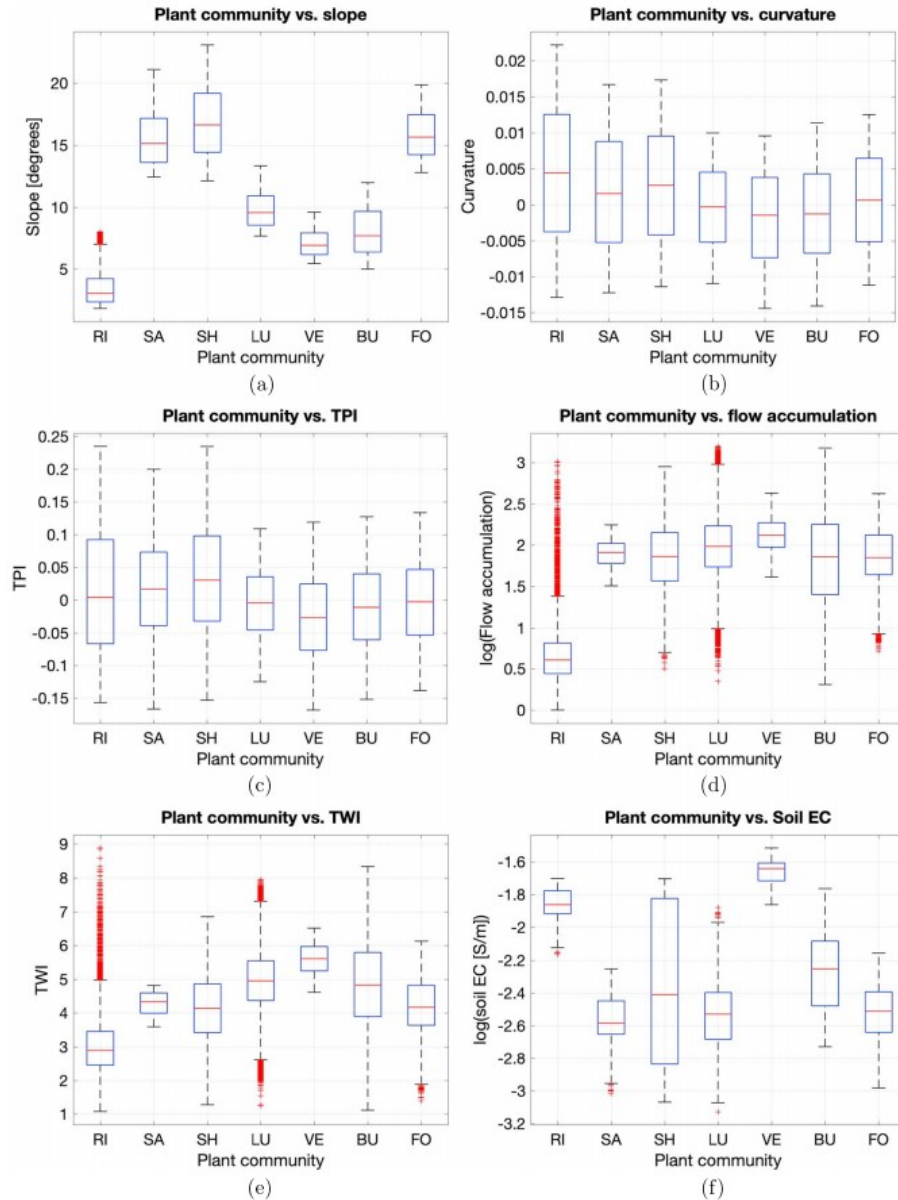 Plant community vs. slope
Slope [degrees]
20
15
10
5
RI SA SH LU VE BU FO
Plant community
(a)
Plant community vs. curvature
Curvature
0.02
0.015
0.01
0.005
0
-0.005
-0.01
-0.015
RI SA SH LU VE BU FO
Plant community
(b)
Plant community vs. TPI
TPI
0.25
0.2
0.15
0.1
0.05
0
-0.05
-0.1
-0.15
RI SA SH LU VE BU FO
Plant community
(c)
Plant community vs. flow accumulation
log(Flow accumulation)
3
2.5
2
1.5
1
0.5
0
RI SA SH LU VE BU FO
Plant community
(d)
Plant community vs. TWI
TWI
9
8
7
6
5
4
3
2
1
RI SA SH LU VE BU FO
Plant community
(e)
Plant community vs. Soil EC
log(soil EC [S/m])
-1.6
-1.8
-2
-2.2
-2.4
-2.6
-2.8
-3
-3.2
RI SA SH LU VE BU FO
Plant community
(f)